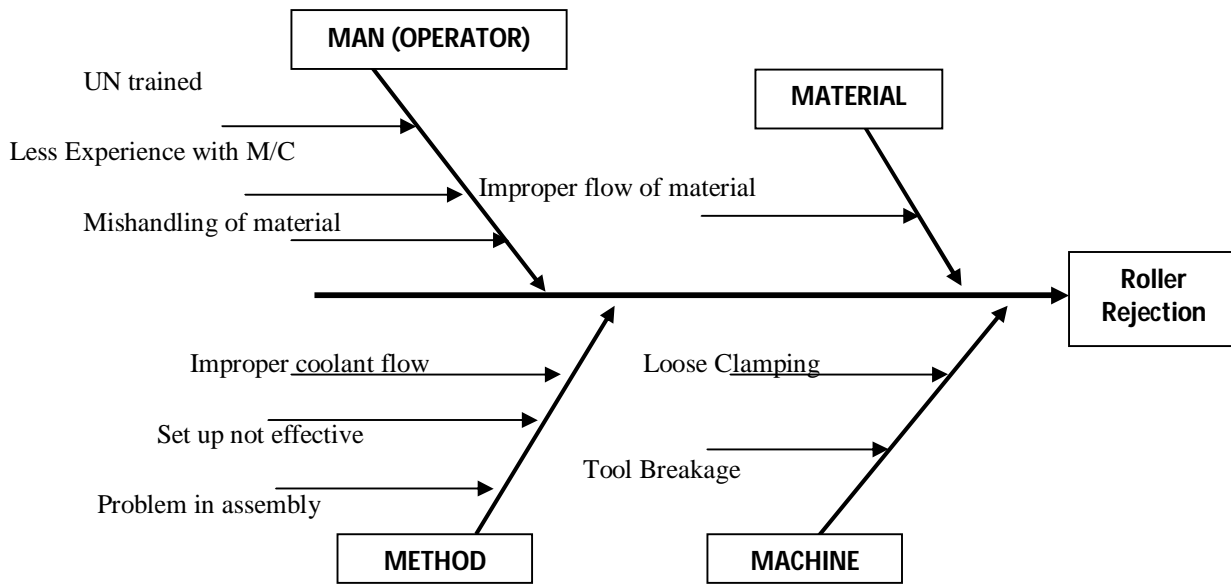 MAN (OPERATOR)
UN trained
MATERIAL
Less Experience with M/C
Improper flow of material
Mishandling of material
Roller
Rejection
Improper coolant flow
Loose Clamping
Set up not effective
Tool Breakage
Problem in assembly
METHOD
MACHINE